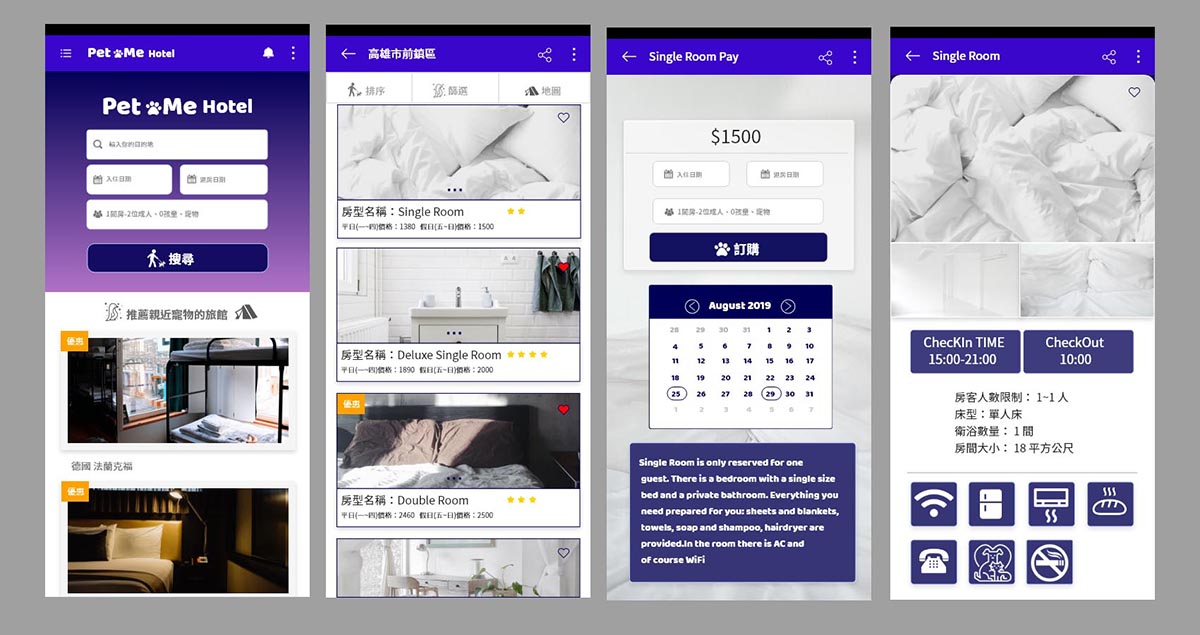 Pet Me Hotel
Pet Me Hotel
輸入你的目的地
入住日期
退房日期
1間房-2位成人、0孩童、寵物
搜尋
推薦親近寵物的旅館
優惠
德國 法蘭克福
優惠
高雄市前鎮區
排序
篩選
地圖
房型名稱：Single Room
平日(一~四)價格：1380 假日(五~日)價格：1500
房型名稱：Deluxe Single Room
平日(一~四)價格：1890 假日(五~日)價格：2000
優惠
房型名稱：Double Room
平日(一~四)價格：2460 假日(五~日)價格：2500
Single Room Pay
$1500
入住日期
退房日期
1間房-2位成人、0孩童、寵物
訂購
August 2019
28 29 30 31 1 2 3
4 5 6 7 8 9 10
11 12 13 14 15 16 17
18 19 20 21 22 23 24
25 26 27 28 29 30 31
1 2 3 4 5 6 7
Single Room is only reserved for one
guest. There is a bedroom with a single size
bed and a private bathroom. Everything you
need prepared for you: sheets and blankets,
towels, soap and shampoo, hairdryer are
provided.In the room there is AC and
of course WiFi
Single Room
ChecKIn TIME
15:00-21:00
CheckOut
10:00
房客人數限制： 1~1 人
床型：單人床
衛浴數量： 1 間
房間大小： 18 平方公尺